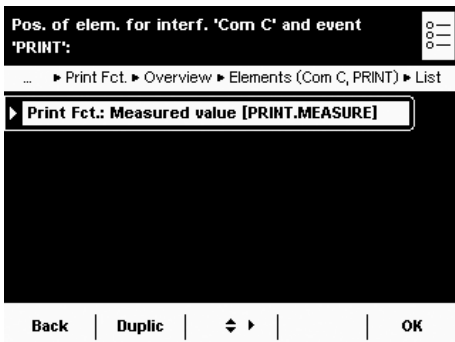 Pos. of elem. for interf. 'Com C' and event
'PRINT':
... ▸ Print Fct. ▸ Overview ▸ Elements (Com C, PRINT) ▸ List
Print Fct.: Measured value [PRINT.MEASURE]
Back | Duplic | | OK